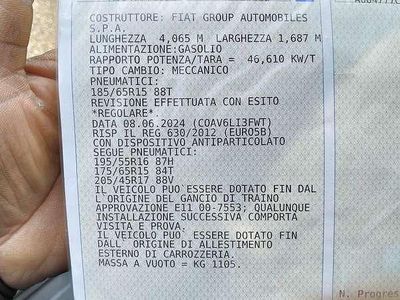 COSTRUTTORE: FIAT GROUP AUTOMOBILES
S.P.A.
LUNGHEZZA 4,065 M LARGHEZZA 1,687 M
ALIMENTAZIONE:GASOLIO
RAPPORTO POTENZA/TARA = 46,610 KW/T
TIPO CAMBIO: MECCANICO
PNEUMATICI:
185/65R15 88T
REVISIONE EFFETTUATA CON ESITO
*REGOLARE*.
DATA 08.06.2024 (COAV6LI3FWT)
RISP IL REG 630/2012 (EURO5B)
CON DISPOSITIVO ANTIPARTICOLATO
SEGUE PNEUMATICI:
195/55R16 87H
175/65R15 84T
205/45R17 88V
IL VEICOLO PUO' ESSERE DOTATO FIN DAL
L'ORIGINE DEL GANCIO DI TRAINO
APPROVAZIONE E11 00-7553; QUALUNQUE
INSTALLAZIONE SUCCESSIVA COMPORTA
VISITA E PROVA.
IL VEICOLO PUO' ESSERE DOTATO FIN
DALL' ORIGINE DI ALLESTIMENTO
ESTERNO DI CARROZZERIA.
MASSA A VUOTO = KG 1105.
N. Progres